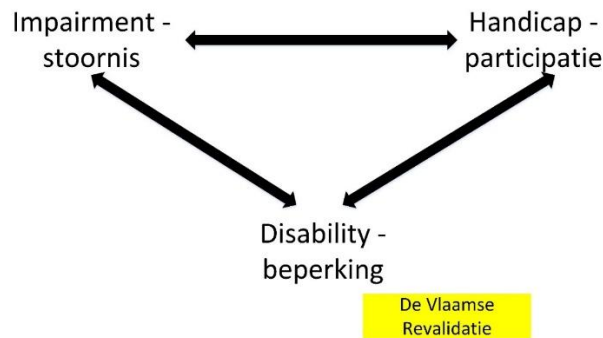 Impairment -
stoornis
Handicap -
participatie
Disability -
beperking
De Vlaamse
Revalidatie